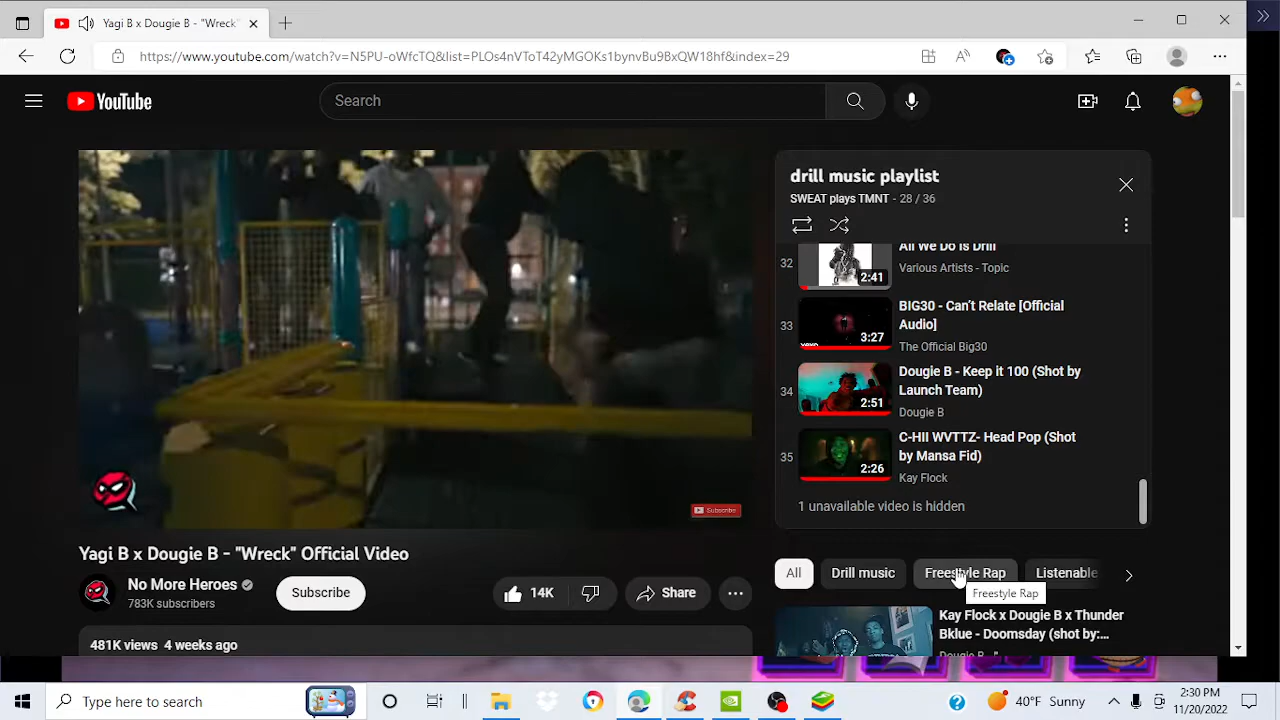 Yagi B x Dougie B - "Wreck"
https://www.youtube.com/watch?v=N5PU-oWfcTQ&list=PLOs4nVToT42yMGOKs1bynvBu9BxQW18hf&index=29
YouTube
Search
drill music playlist
SWEAT plays TMNT - 28 / 36
32
All We Do Is Drill
Various Artists - Topic
2:41
33
BIG30 - Can't Relate [Official
Audio]
The Official Big30
3:27
34
Dougie B - Keep it 100 (Shot by
Launch Team)
Dougie B
2:51
35
C-HII WVTTZ- Head Pop (Shot
by Mansa Fid)
Kay Flock
2:26
1 unavailable video is hidden
Subscribe
Yagi B x Dougie B - "Wreck" Official Video
No More Heroes
783K subscribers
Subscribe
14K
Share
481K views 4 weeks ago
All
Drill music
Freestyle Rap
Listenable
Freestyle Rap
Kay Flock x Dougie B x Thunder
Bklue - Doomsday (shot by:...
Dougie B
Type here to search
40°F Sunny
2:30 PM
11/20/2022